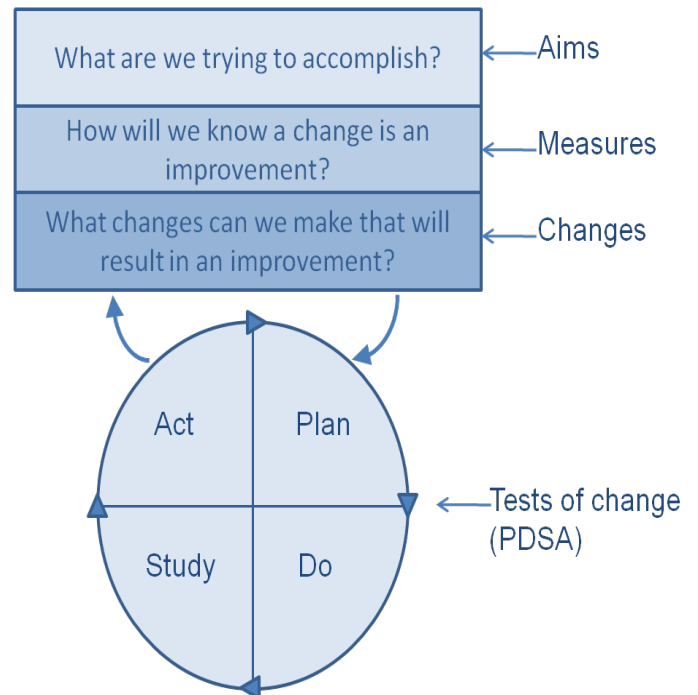 What are we trying to accomplish?
Aims
How will we know a change is an
improvement?
Measures
What changes can we make that will
result in an improvement?
Changes
Act
Plan
Study
Do
Tests of change
(PDSA)